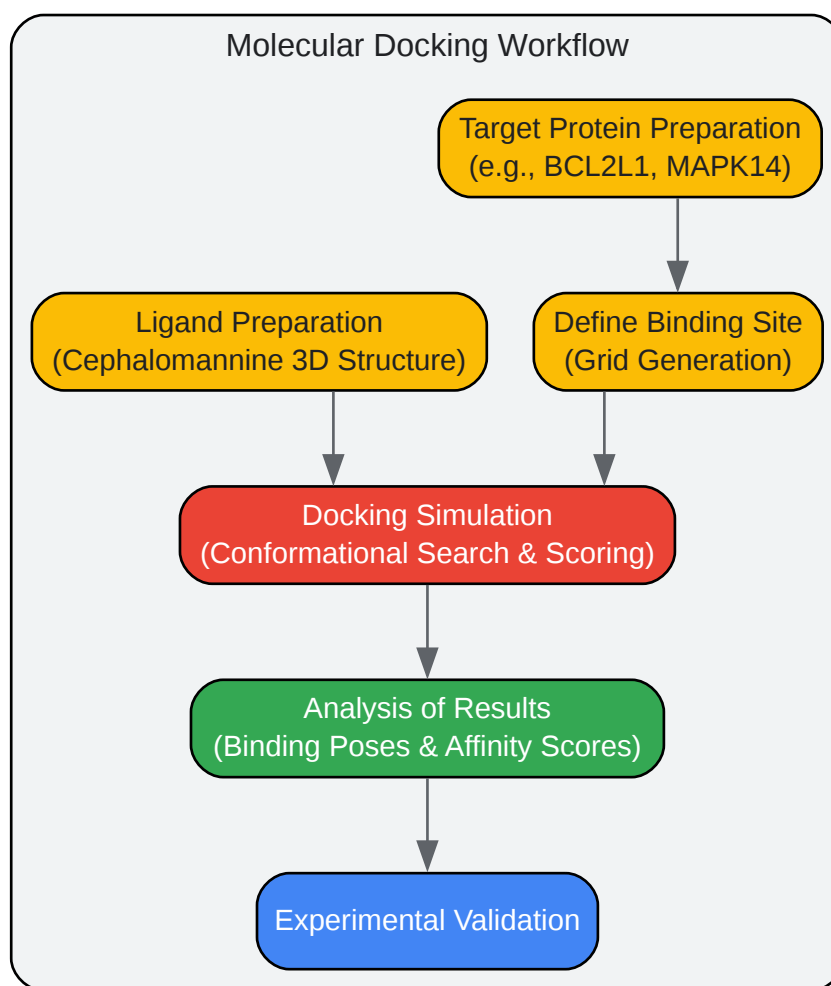 Molecular Docking Workflow
Target Protein Preparation
(e.g., BCL2L1, MAPK14)
Ligand Preparation
(Cephalomannine 3D Structure)
Define Binding Site
(Grid Generation)
Docking Simulation
(Conformational Search & Scoring)
Analysis of Results
(Binding Poses & Affinity Scores)
Experimental Validation